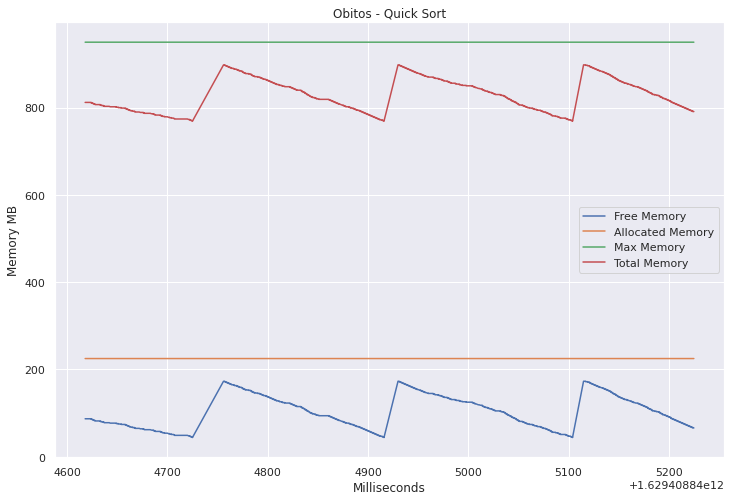 Obitos - Quick Sort
Memory MB
800
600
400
200
0
Free Memory
Allocated Memory
Max Memory
Total Memory
4600 4700 4800 4900 5000 5100 5200
Milliseconds
+1.62940884e12